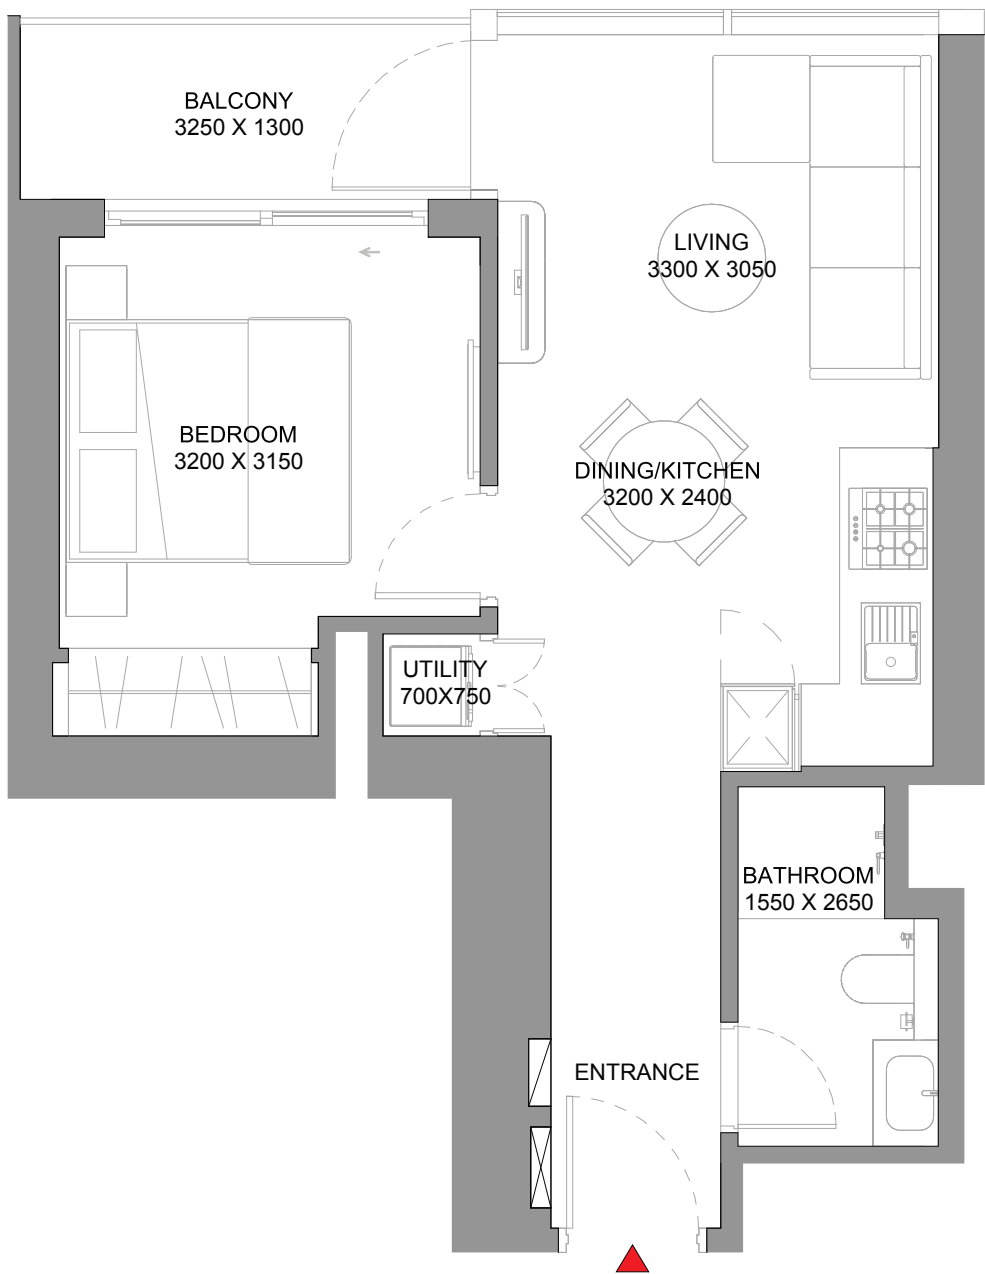 BALCONY
3250 X 1300
LIVING
3300 X 3050
BEDROOM
3200 X 3150
DINING/KITCHEN
3200 X 2400
UTILITY
700X750
BATHROOM
1550 X 2650
ENTRANCE